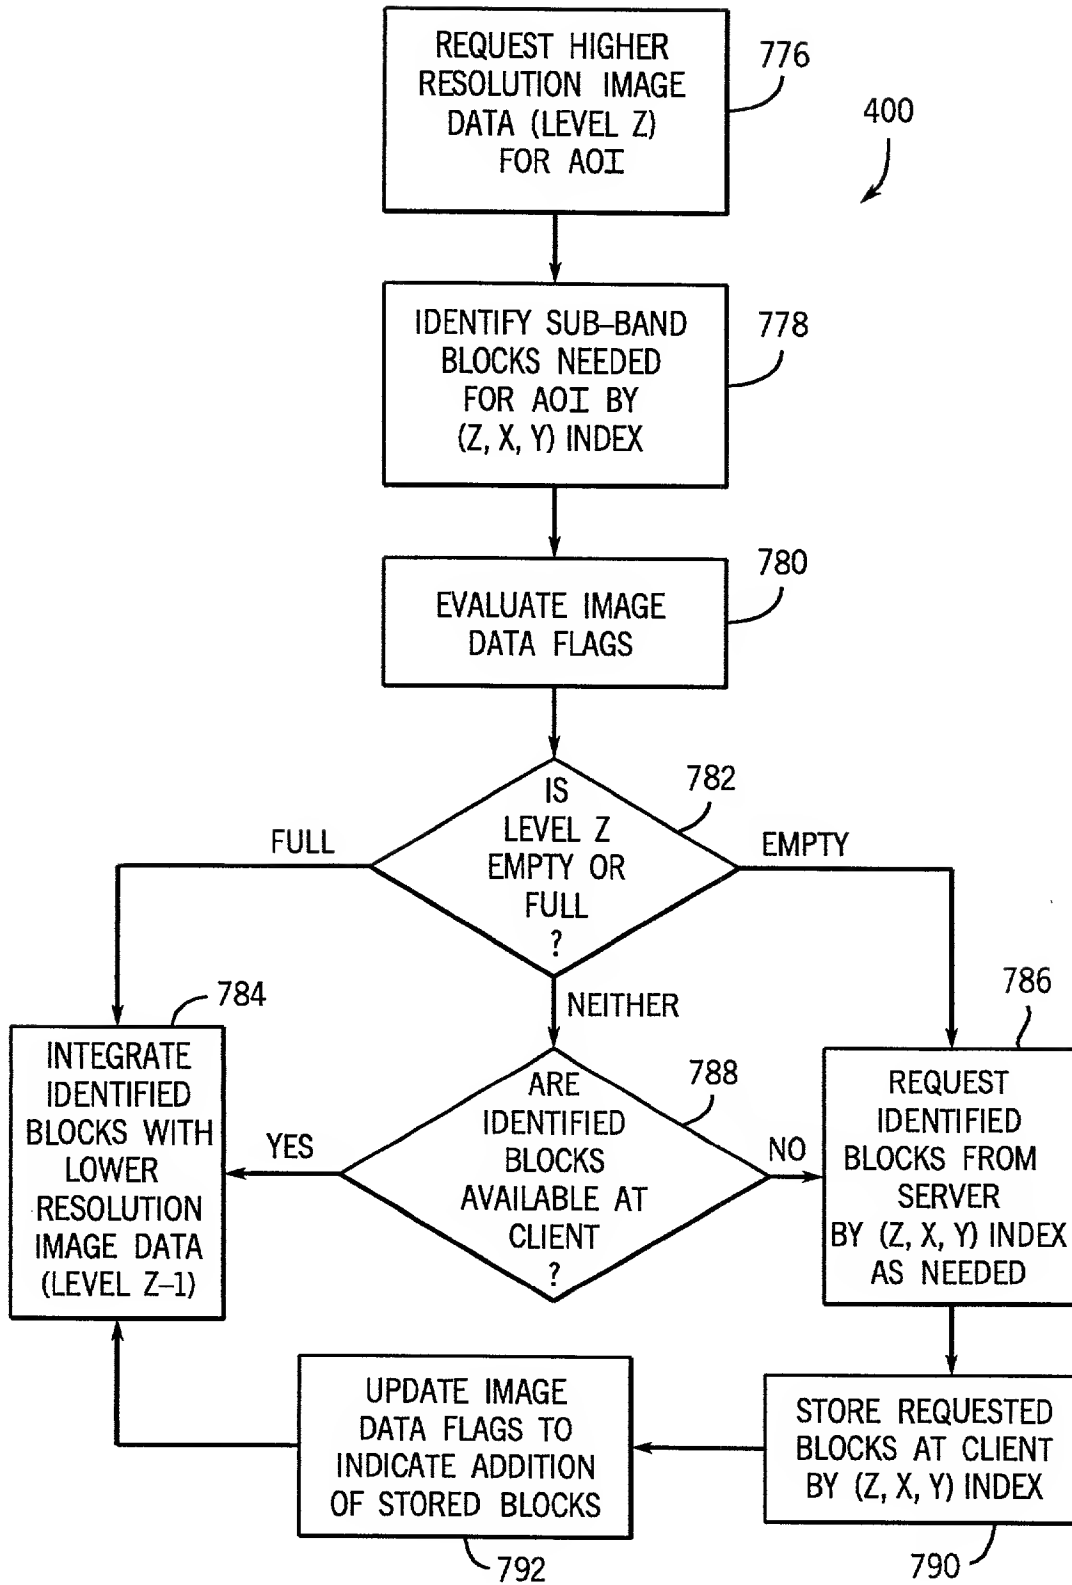 REQUEST HIGHER
RESOLUTION IMAGE
DATA (LEVEL Z)
FOR AOI
776
400
IDENTIFY SUB-BAND
BLOCKS NEEDED
FOR AOI BY
(Z, X, Y) INDEX
778
EVALUATE IMAGE
DATA FLAGS
780
IS
LEVEL Z
EMPTY OR
FULL
?
782
FULL
EMPTY
NEITHER
784
INTEGRATE
IDENTIFIED
BLOCKS WITH
LOWER
RESOLUTION
IMAGE DATA
(LEVEL Z-1)
YES
ARE
IDENTIFIED
BLOCKS
AVAILABLE AT
CLIENT
?
788
NO
786
REQUEST
IDENTIFIED
BLOCKS FROM
SERVER
BY (Z, X, Y) INDEX
AS NEEDED
UPDATE IMAGE
DATA FLAGS TO
INDICATE ADDITION
OF STORED BLOCKS
792
STORE REQUESTED
BLOCKS AT CLIENT
BY (Z, X, Y) INDEX
790